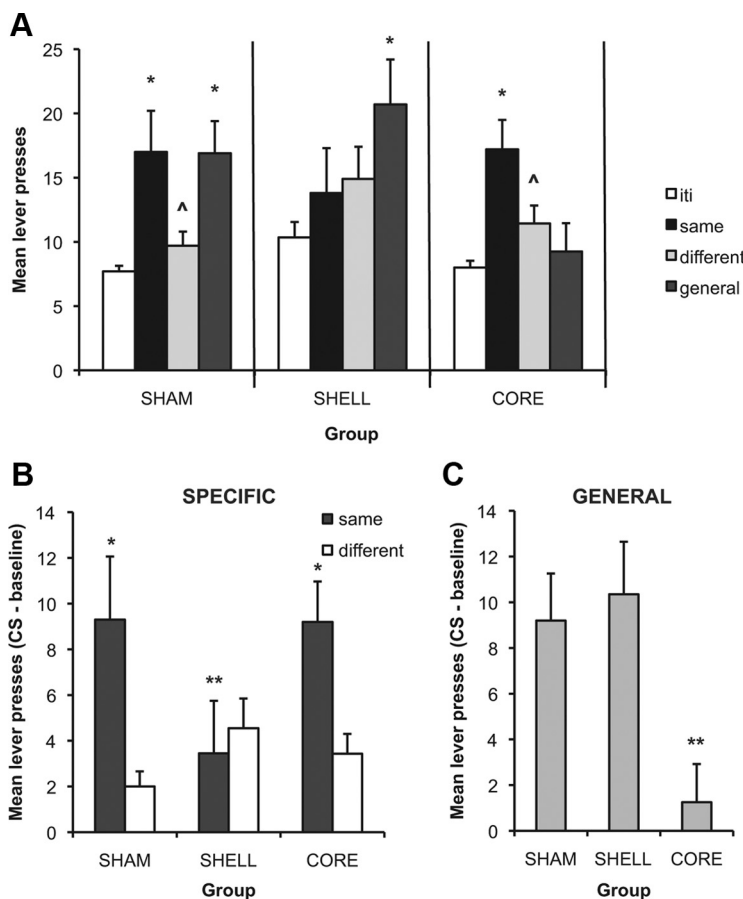 A
25
20
15
10
5
0
Mean lever presses
*
*
^
*
*
^
iti
same
different
general
SHAM
SHELL
CORE
Group
B
SPECIFIC
same
different
14
12
10
8
6
4
2
0
Mean lever presses (CS - baseline)
*
**
*
SHAM
SHELL
CORE
Group
C
GENERAL
14
12
10
8
6
4
2
0
Mean lever presses (CS - baseline)
**
SHAM
SHELL
CORE
Group